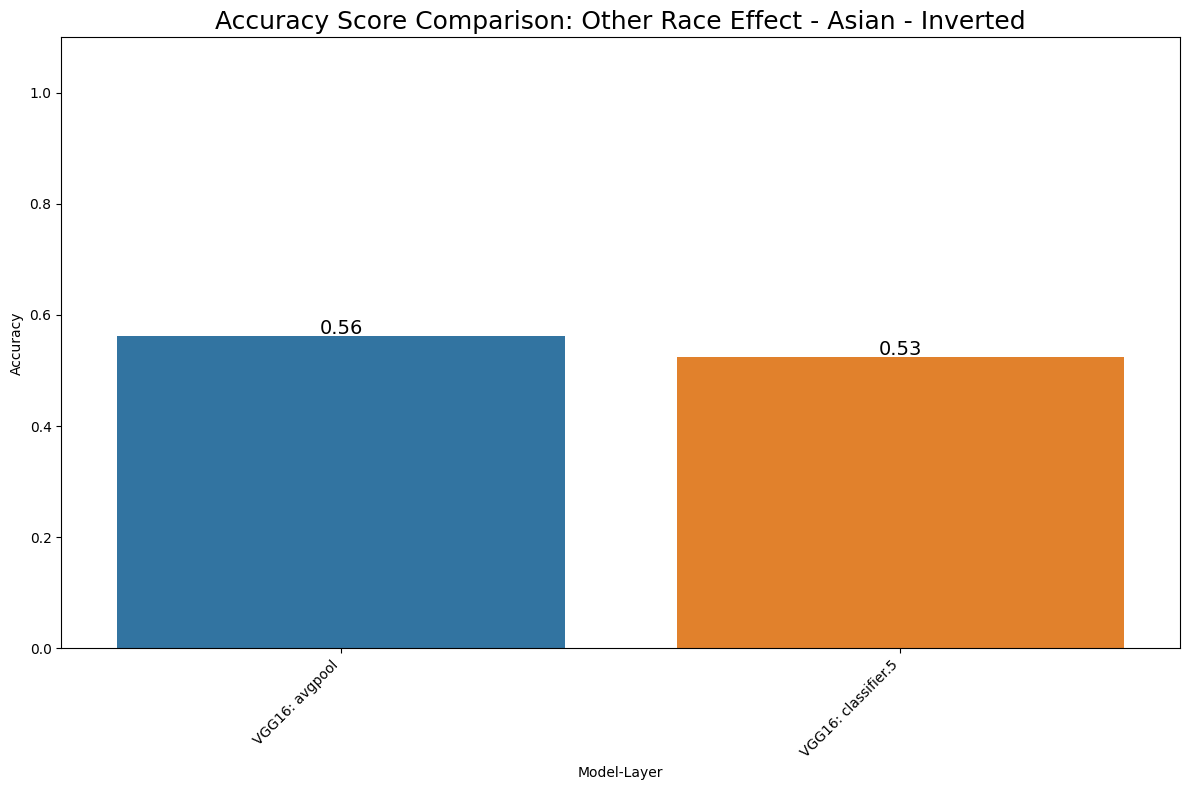 Accuracy Score Comparison: Other Race Effect - Asian - Inverted
1.0
0.8
0.6
0.4
0.2
0.0
Accuracy
0.56
0.53
VGG16: avgpool
VGG16: classifier.5
Model-Layer